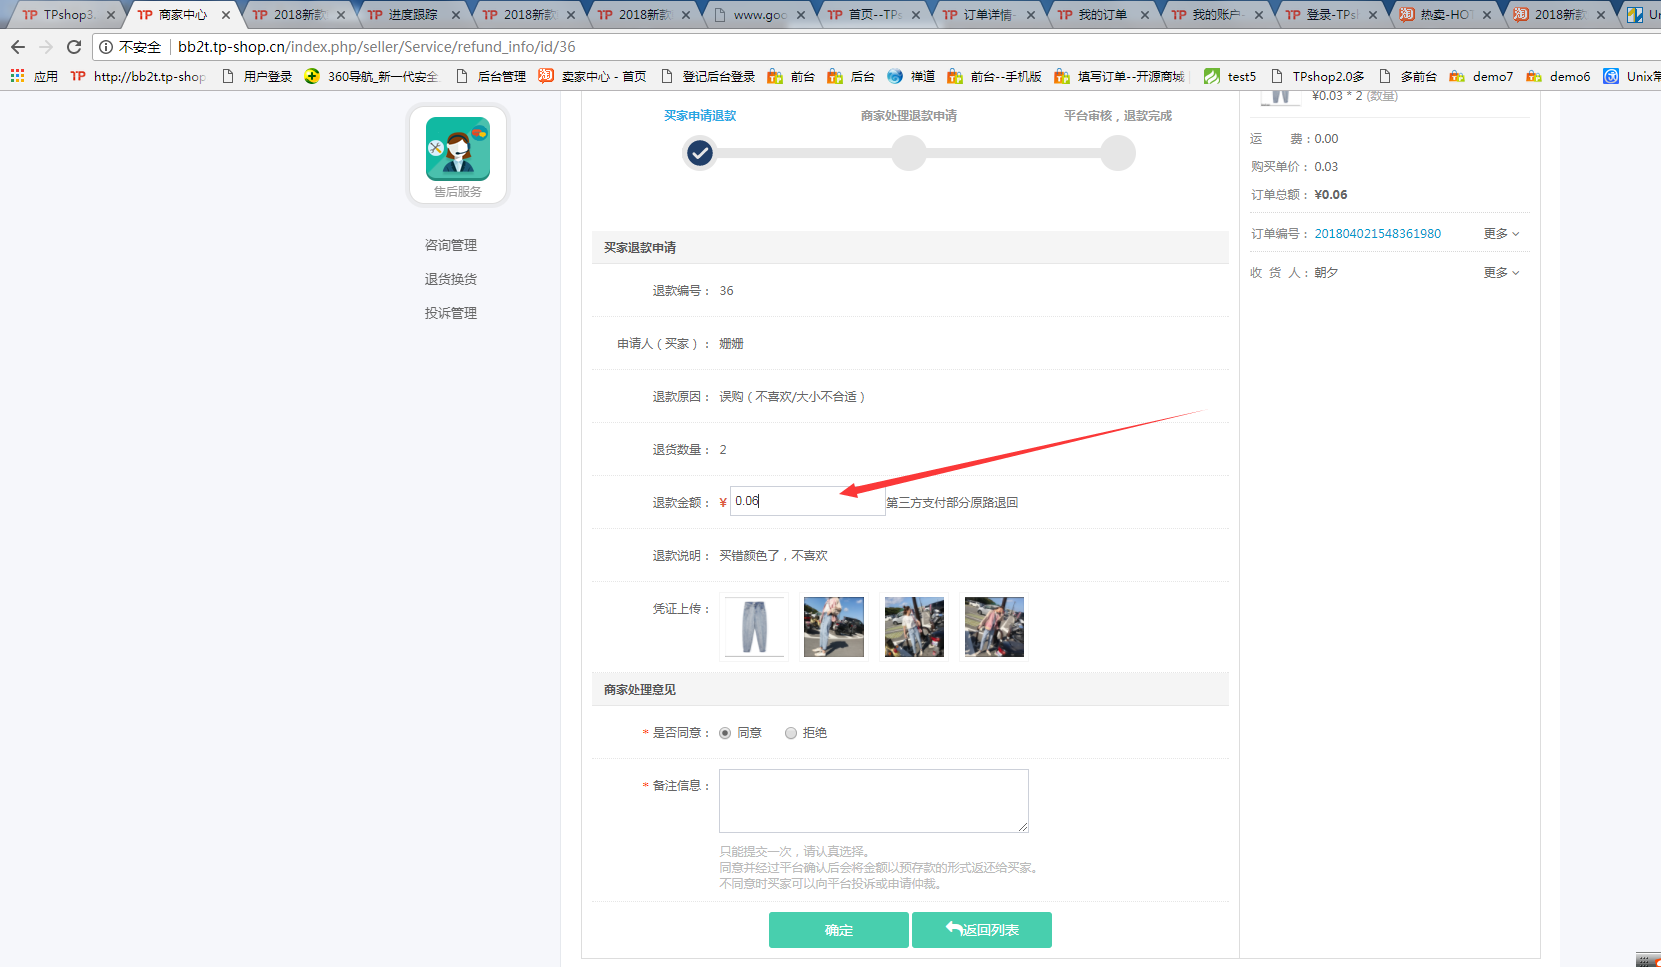 TPshop3.
商家中心
2018新款
进度跟踪
2018新款
2018新款
www.goo
首页--TPs
订单详情-
我的订单
我的账户-
登录-TPsh
热卖-HOT
2018新款
不安全
bb2t.tp-shop.cn/index.php/seller/Service/refund_info/id/36
应用
http://bb2t.tp-shop
用户登录
360导航_新一代安全
后台管理
卖家中心 - 首页
登记后台登录
前台
后台
禅道
前台--手机版
填写订单--开源商城
test5
TPshop2.0多
多前台
demo7
demo6
Unix常
售后服务
咨询管理
退货换货
投诉管理
买家申请退款
商家处理退款申请
平台审核，退款完成
买家退款申请
退款编号： 36
申请人（买家）： 姗姗
退款原因： 误购（不喜欢/大小不合适）
退货数量： 2
退款金额： ¥ 0.06 第三方支付部分原路退回
退款说明： 买错颜色了，不喜欢
凭证上传：
商家处理意见
* 是否同意： 同意 拒绝
* 备注信息：
只能提交一次，请认真选择。
同意并经过平台确认后会将金额以预存款的形式返还给买家。
不同意时买家可以向平台投诉或申请仲裁。
确定
返回列表
¥0.03 * 2 (数量)
运 费：0.00
购买单价：0.03
订单总额：¥0.06
订单编号：201804021548361980 更多
收 货 人：朝夕 更多